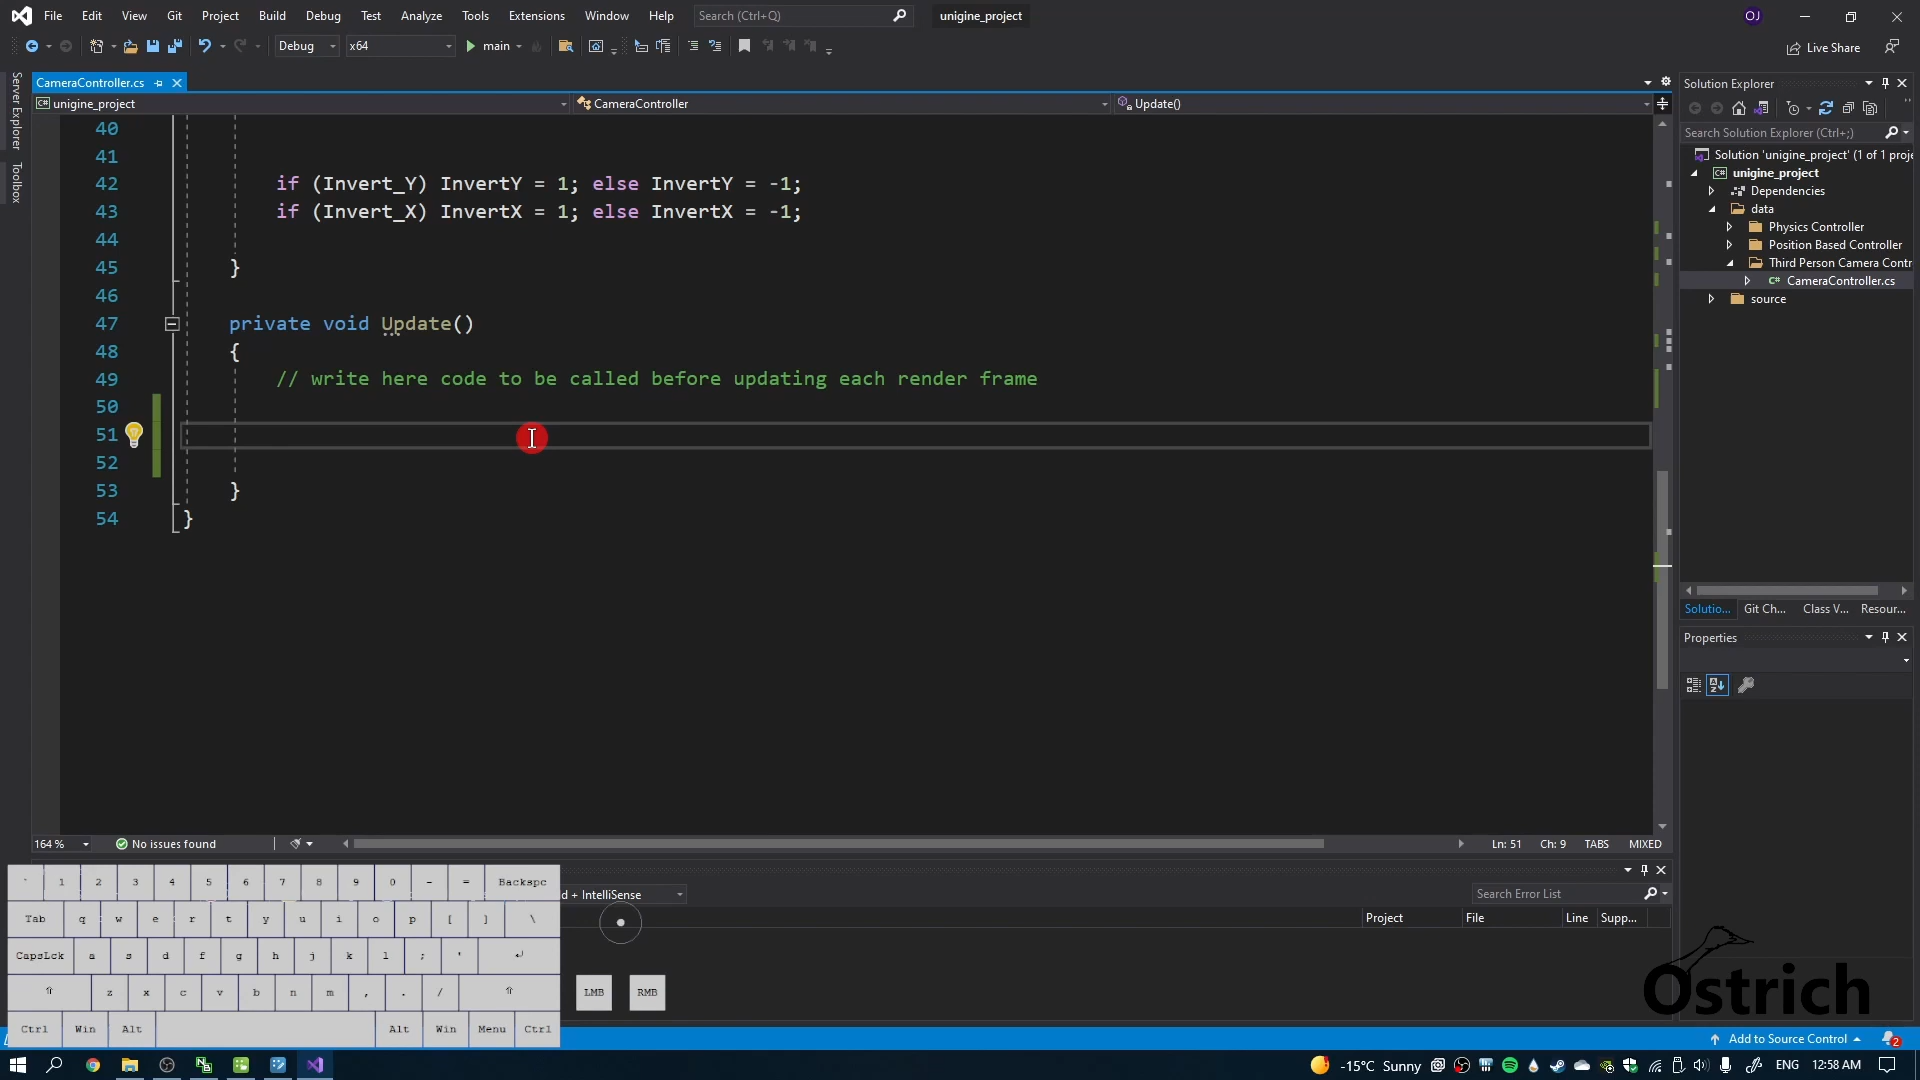 File Edit View Git Project Build Debug Test Analyze Tools Extensions Window Help Search (Ctrl+Q) unigine_project OJ
Debug x64 main Live Share
Server Explorer
Toolbox
CameraController.cs
unigine_project CameraController Update()
40
41
42 if (Invert_Y) InvertY = 1; else InvertY = -1;
43 if (Invert_X) InvertX = 1; else InvertX = -1;
44
45 }
46
47 private void Update()
48 {
49 // write here code to be called before updating each render frame
50
51
52
53 }
54 }
164 % No issues found Ln: 51 Ch: 9 TABS MIXED
Solution Explorer
Search Solution Explorer (Ctrl+;)
Solution 'unigine_project' (1 of 1 proje
unigine_project
Dependencies
data
Physics Controller
Position Based Controller
Third Person Camera Contr
CameraController.cs
source
Solutio... Git Ch... Class V... Resour...
Properties
d + IntelliSense Search Error List
Project File Line Supp...
` 1 2 3 4 5 6 7 8 9 0 - = Backspc
Tab q w e r t y u i o p [ ] \
CapsLck a s d f g h j k l ; '
z x c v b n m , . /
Ctrl Win Alt Alt Win Menu Ctrl
LMB RMB
Ostrich
Add to Source Control 2
-15°C Sunny ENG 12:58 AM